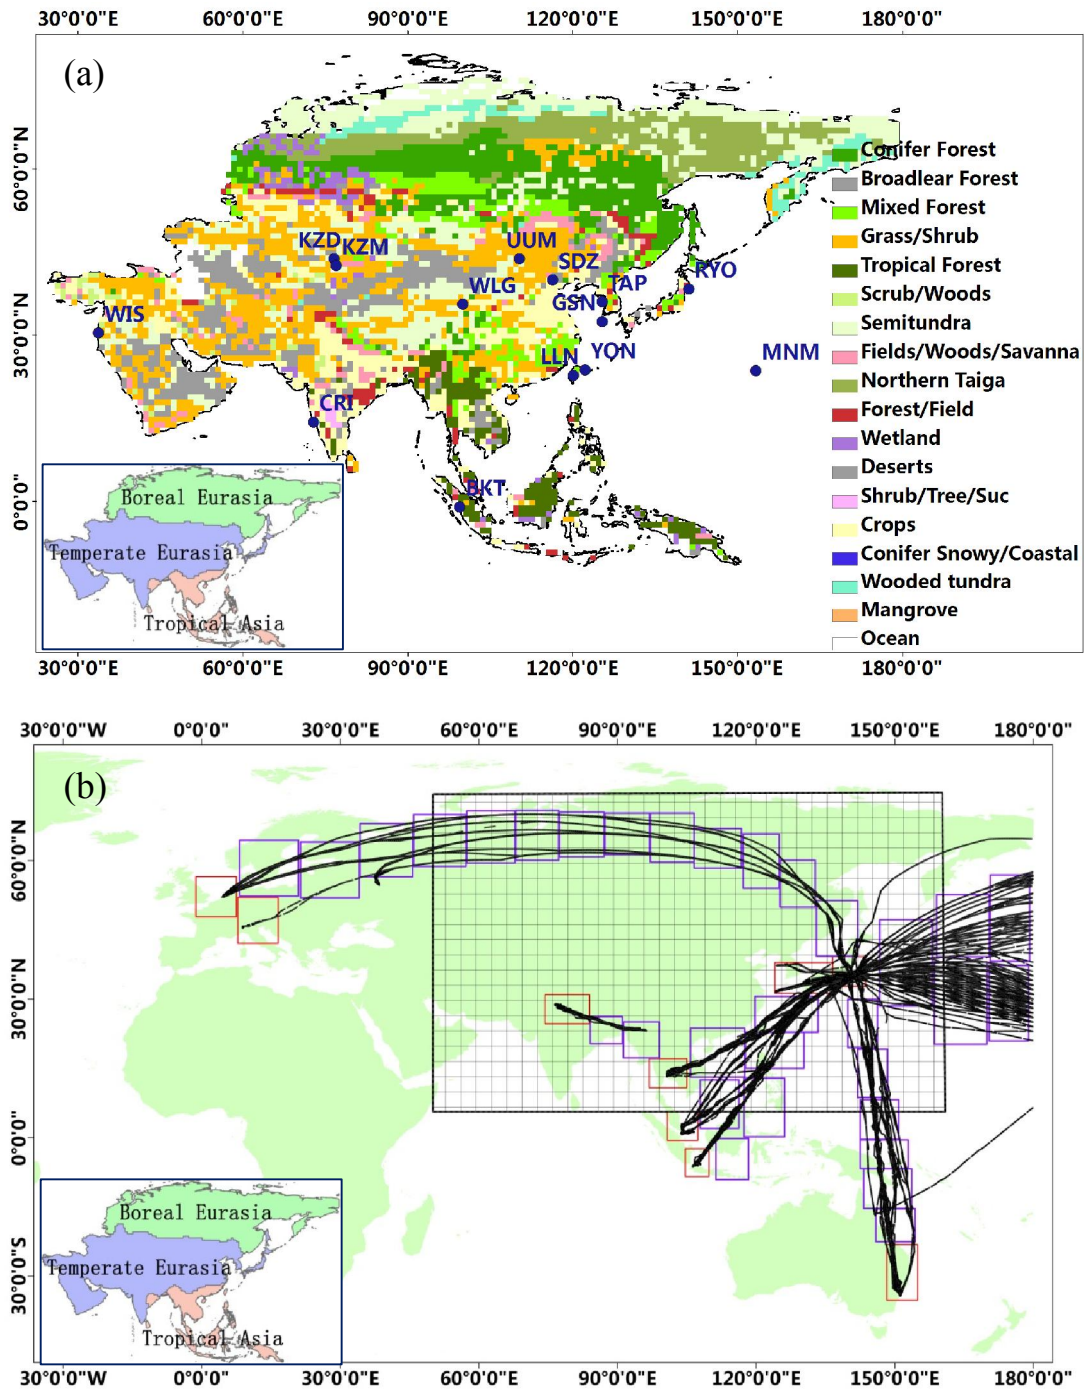 30°0'0"E 60°0'0"E 90°0'0"E 120°0'0"E 150°0'0"E 180°0'0"
(a)
60°0'0"N
30°0'0"N
0°0'0"
Conifer Forest
Broadlear Forest
Mixed Forest
Grass/Shrub
Tropical Forest
Scrub/Woods
Semitundra
Fields/Woods/Savanna
Northern Taiga
Forest/Field
Wetland
Deserts
Shrub/Tree/Suc
Crops
Conifer Snowy/Coastal
Wooded tundra
Mangrove
Ocean
KZD
KZM
UUM
SDZ
RYO
WLG
TAP
GSN
WIS
YON
LLN
MNM
CRI
BKT
Boreal Eurasia
Temperate Eurasia
Tropical Asia
30°0'0"E 60°0'0"E 90°0'0"E 120°0'0"E 150°0'0"E 180°0'0"
30°0'0"W 0°0'0" 30°0'0"E 60°0'0"E 90°0'0"E 120°0'0"E 150°0'0"E 180°0'0"
(b)
60°0'0"N
30°0'0"N
0°0'0"
30°0'0"S
Boreal Eurasia
Temperate Eurasia
Tropical Asia
30°0'0"W 0°0'0" 30°0'0"E 60°0'0"E 90°0'0"E 120°0'0"E 150°0'0"E 180°0'0"